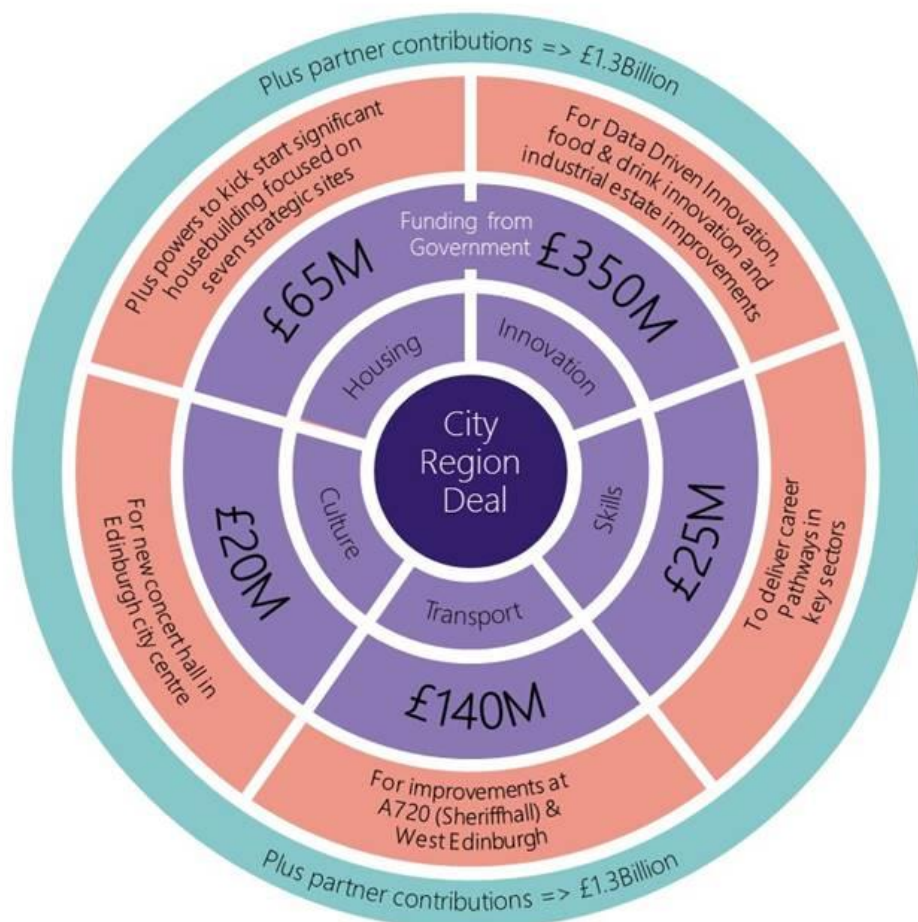 Plus partner contributions => £1.3Billion
Plus powers to kick start significant
housebuilding focused on
seven strategic sites
For Data Driven Innovation,
food & drink innovation and
industrial estate improvements
Funding from
Government
£65M
£350M
Housing
Innovation
City
Region
Deal
Culture
Skills
Transport
£20M
£25M
£140M
For new concert hall in
Edinburgh city centre
To deliver career
Pathways in
key sectors
For improvements at
A720 (Sheriffhall) &
West Edinburgh
Plus partner contributions => £1.3Billion